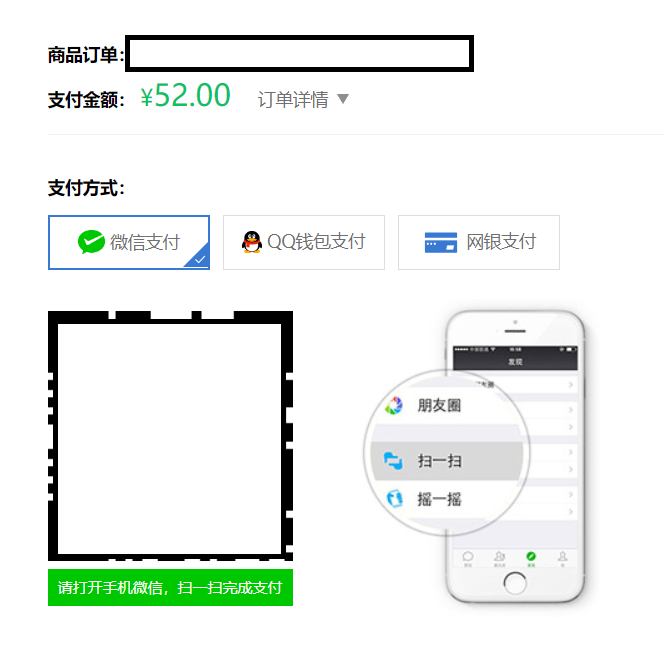 商品订单:
支付金额: ¥52.00 订单详情
支付方式:
微信支付 QQ钱包支付 网银支付
发现
朋友圈
扫一扫
摇一摇
请打开手机微信，扫一扫完成支付